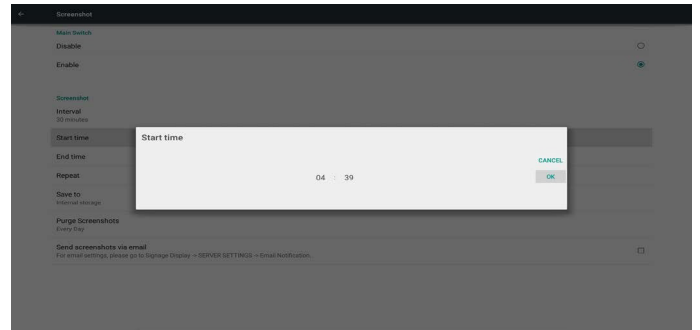 Screenshot
Main Switch
Disable
Enable
Screenshot
Interval
30 minutes
Start time
Start time
End time
CANCEL
04 : 39
OK
Repeat
Save to
Internal storage
Purge Screenshots
Every Day
Send screenshots via email
For email settings, please go to Signage Display -> SERVER SETTINGS -> Email Notification.